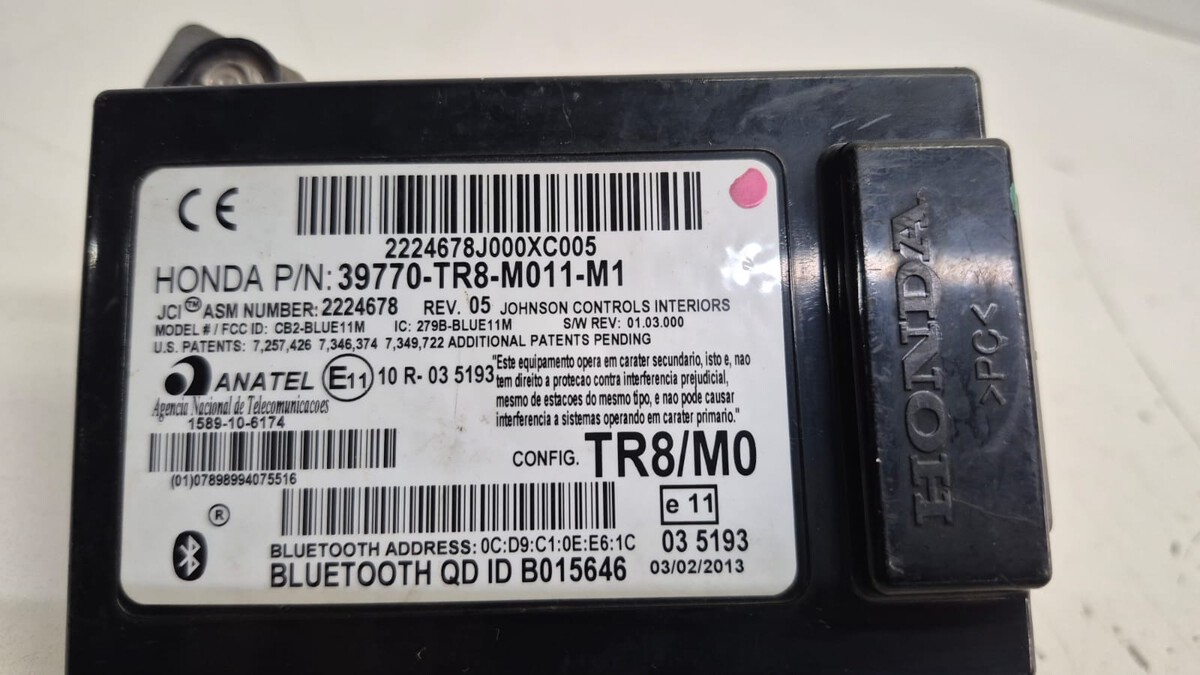 CE
2224678J000XC005
HONDA P/N: 39770-TR8-M011-M1
JCI™ ASM NUMBER: 2224678 REV. 05 JOHNSON CONTROLS INTERIORS
MODEL # / FCC ID: CB2-BLUE11M IC: 279B-BLUE11M S/W REV: 01.03.000
U.S. PATENTS: 7,257,426 7,346,374 7,349,722 ADDITIONAL PATENTS PENDING
ANATEL E11 10 R- 03 5193
Agencia Nacional de Telecomunicacoes
1589-10-6174
"Este equipamento opera em carater secundario, isto e, nao
tem direito a protecao contra interferencia prejudicial,
mesmo de estacoes do mesmo tipo, e nao pode causar
interferencia a sistemas operando em carater primario."
CONFIG. TR8/M0
(01)07898994075516
®
e 11
BLUETOOTH ADDRESS: 0C:D9:C1:0E:E6:1C 03 5193
BLUETOOTH QD ID B015646 03/02/2013
HONDA
>PC<